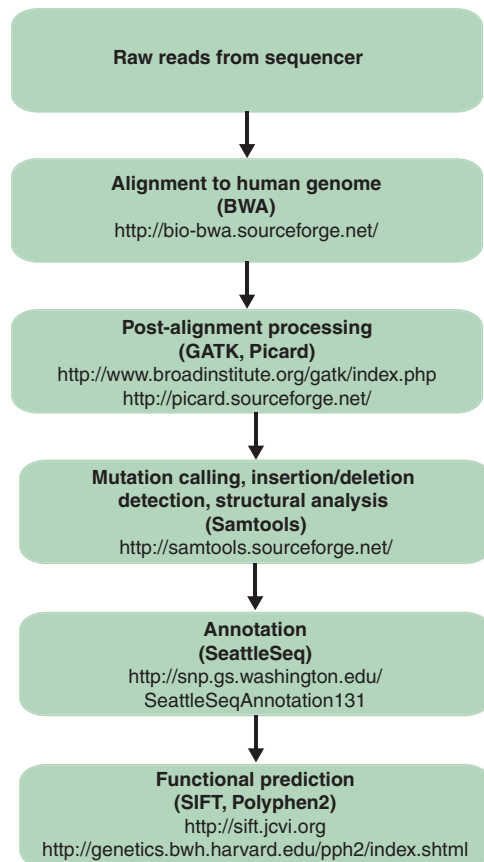 Raw reads from sequencer
Alignment to human genome
(BWA)
http://bio-bwa.sourceforge.net/
Post-alignment processing
(GATK, Picard)
http://www.broadinstitute.org/gatk/index.php
http://picard.sourceforge.net/
Mutation calling, insertion/deletion
detection, structural analysis
(Samtools)
http://samtools.sourceforge.net/
Annotation
(SeattleSeq)
http://snp.gs.washington.edu/
SeattleSeqAnnotation131
Functional prediction
(SIFT, Polyphen2)
http://sift.jcvi.org
http://genetics.bwh.harvard.edu/pph2/index.shtml